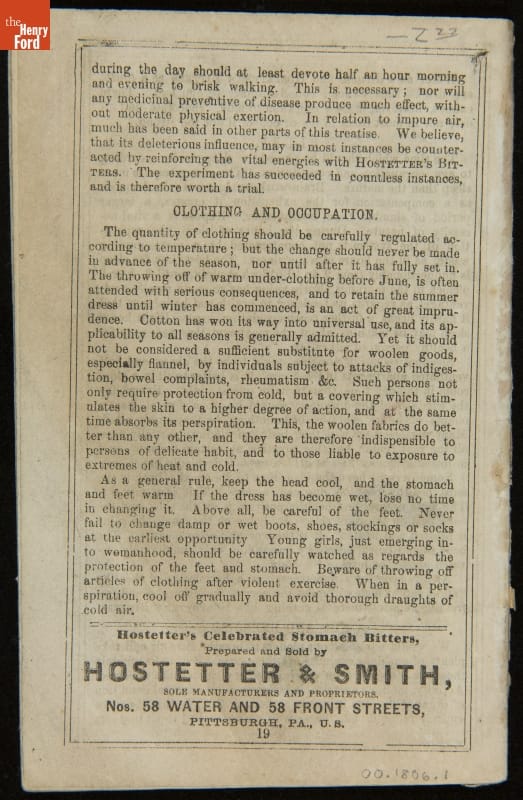 the
Henry
Ford
during the day should at least devote half an hour morning
and evening to brisk walking. This is necessary; nor will
any medicinal preventive of disease produce much effect, with-
out moderate physical exertion. In relation to impure air,
much has been said in other parts of this treatise. We believe,
that its deleterious influence, may in most instances be counter-
acted by reinforcing the vital energies with HOSTETTER'S BIT-
TERS. The experiment has succeeded in countless instances,
and is therefore worth a trial.
CLOTHING AND OCCUPATION.
The quantity of clothing should be carefully regulated ac-
cording to temperature; but the change should never be made
in advance of the season, nor until after it has fully set in.
The throwing off of warm under-clothing before June, is often
attended with serious consequences, and to retain the summer
dress until winter has commenced, is an act of great impru-
dence. Cotton has won its way into universal use, and its ap-
plicability to all seasons is generally admitted. Yet it should
not be considered a sufficient substitute for woolen goods,
especially flannel, by individuals subject to attacks of indiges-
tion, bowel complaints, rheumatism &c. Such persons not
only require protection from cold, but a covering which stim-
ulates the skin to a higher degree of action, and at the same
time absorbs its perspiration. This, the woolen fabrics do bet-
ter than any other, and they are therefore indispensible to
persons of delicate habit, and to those liable to exposure to
extremes of heat and cold.
As a general rule, keep the head cool, and the stomach
and feet warm If the dress has become wet, lose no time
in changing it. Above all, be careful of the feet. Never
fail to change damp or wet boots, shoes, stockings or socks
at the earliest opportunity Young girls, just emerging in-
to womanhood, should be carefully watched as regards the
protection of the feet and stomach. Beware of throwing off
articles of clothing after violent exercise. When in a per-
spiration, cool off gradually and avoid thorough draughts of
cold air.
Hostetter's Celebrated Stomach Bitters,
Prepared and Sold by
HOSTETTER & SMITH,
SOLE MANUFACTURERS AND PROPRIETORS.
Nos. 58 WATER AND 58 FRONT STREETS,
PITTSBURGH, PA., U. S.
19
00.1806.1